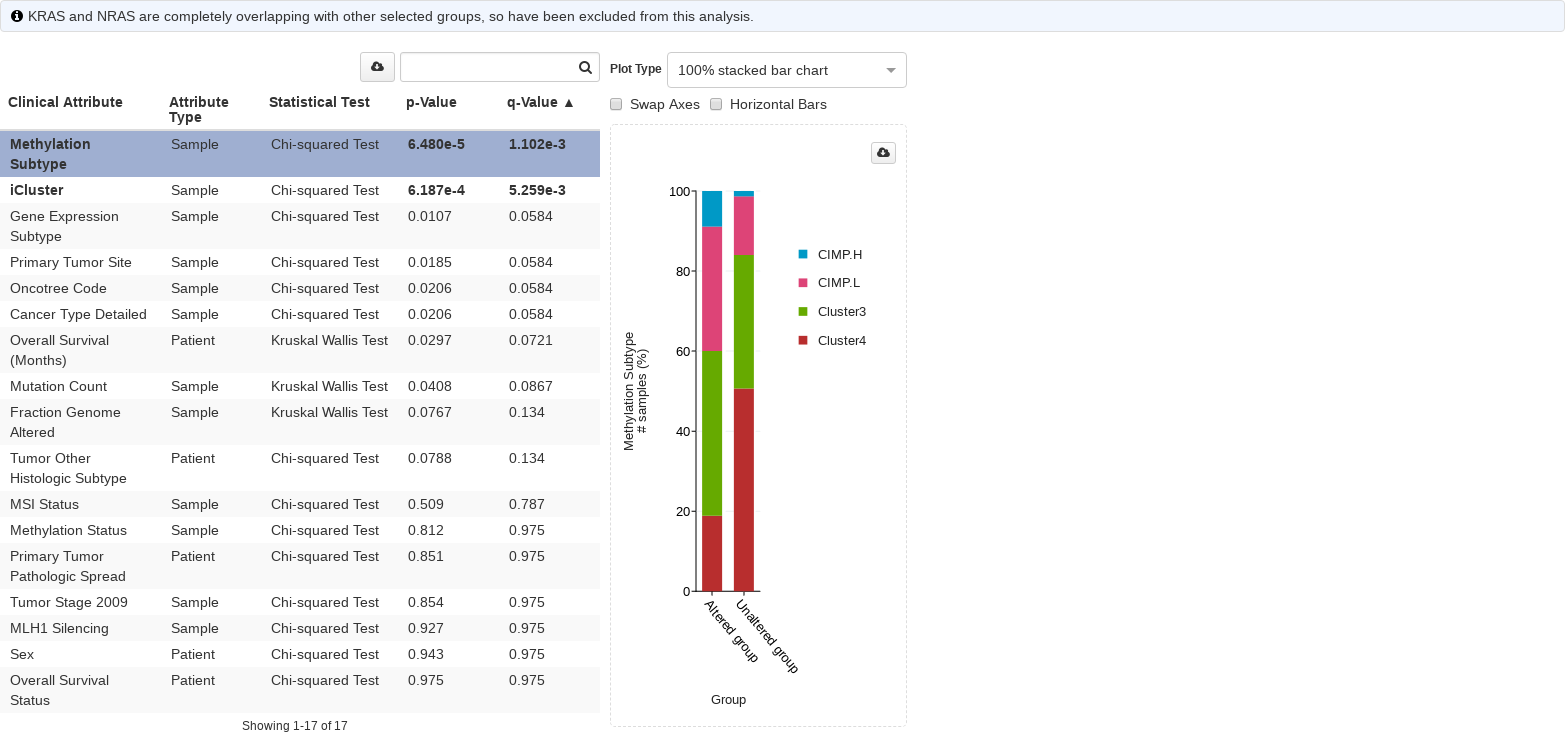 KRAS and NRAS are completely overlapping with other selected groups, so have been excluded from this analysis.
Clinical Attribute Attribute Type Statistical Test p-Value q-Value ▲
Methylation Subtype Sample Chi-squared Test 6.480e-5 1.102e-3
iCluster Sample Chi-squared Test 6.187e-4 5.259e-3
Gene Expression Subtype Sample Chi-squared Test 0.0107 0.0584
Primary Tumor Site Sample Chi-squared Test 0.0185 0.0584
Oncotree Code Sample Chi-squared Test 0.0206 0.0584
Cancer Type Detailed Sample Chi-squared Test 0.0206 0.0584
Overall Survival (Months) Patient Kruskal Wallis Test 0.0297 0.0721
Mutation Count Sample Kruskal Wallis Test 0.0408 0.0867
Fraction Genome Altered Sample Kruskal Wallis Test 0.0767 0.134
Tumor Other Histologic Subtype Patient Chi-squared Test 0.0788 0.134
MSI Status Sample Chi-squared Test 0.509 0.787
Methylation Status Sample Chi-squared Test 0.812 0.975
Primary Tumor Pathologic Spread Patient Chi-squared Test 0.851 0.975
Tumor Stage 2009 Sample Chi-squared Test 0.854 0.975
MLH1 Silencing Sample Chi-squared Test 0.927 0.975
Sex Patient Chi-squared Test 0.943 0.975
Overall Survival Status Patient Chi-squared Test 0.975 0.975
Showing 1-17 of 17
Plot Type 100% stacked bar chart
Swap Axes Horizontal Bars
100
80
60
40
20
0
Methylation Subtype
# samples (%)
CIMP.H
CIMP.L
Cluster3
Cluster4
Altered group
Unaltered group
Group